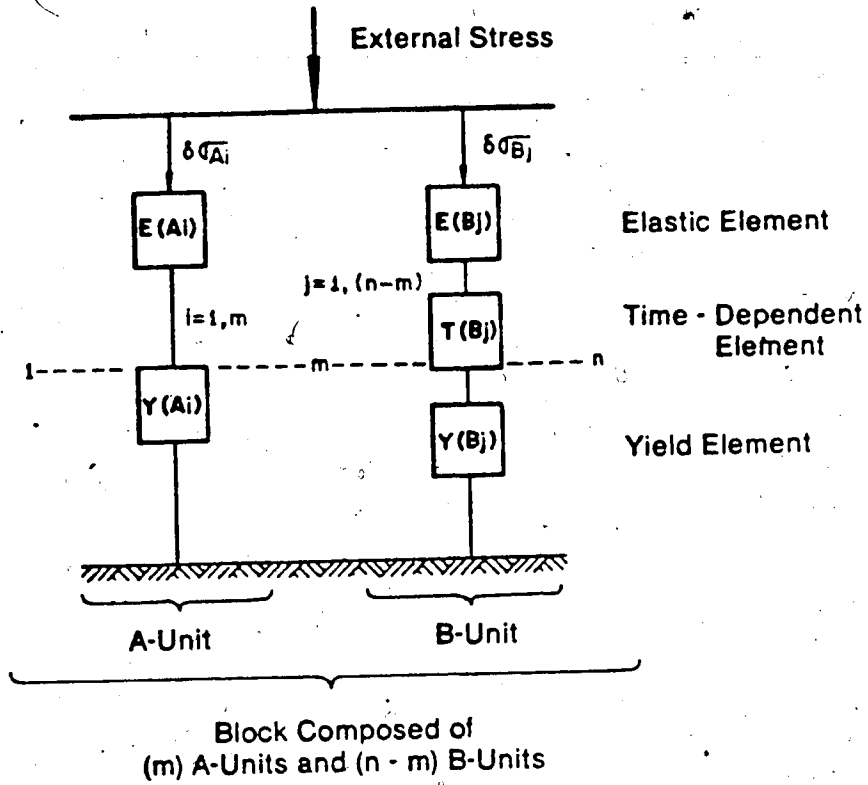 External Stress
δσAi
δσBj
E(Ai)
E(Bj)
Elastic Element
j=1,(n-m)
i=1,m
T(Bj)
Time - Dependent
Element
1
m
n
Y(Ai)
Y(Bj)
Yield Element
A-Unit
B-Unit
Block Composed of
(m) A-Units and (n - m) B-Units